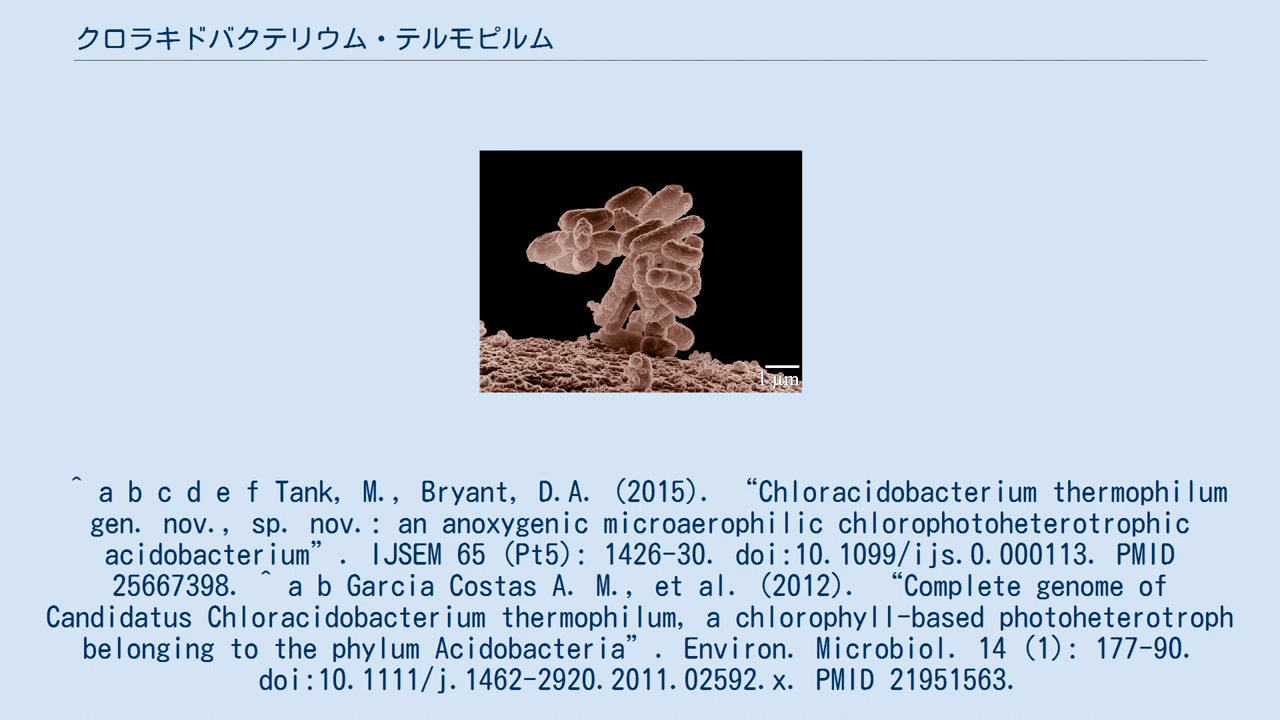 クロラキドバクテリウム・テルモピルム
1 μm
^ a b c d e f Tank, M., Bryant, D.A. (2015). “Chloracidobacterium thermophilum
gen. nov., sp. nov.: an anoxygenic microaerophilic chlorophotoheterotrophic
acidobacterium”. IJSEM 65 (Pt5): 1426-30. doi:10.1099/ijs.0.000113. PMID
25667398. ^ a b Garcia Costas A. M., et al. (2012). “Complete genome of
Candidatus Chloracidobacterium thermophilum, a chlorophyll-based photoheterotroph
belonging to the phylum Acidobacteria”. Environ. Microbiol. 14 (1): 177-90.
doi:10.1111/j.1462-2920.2011.02592.x. PMID 21951563.